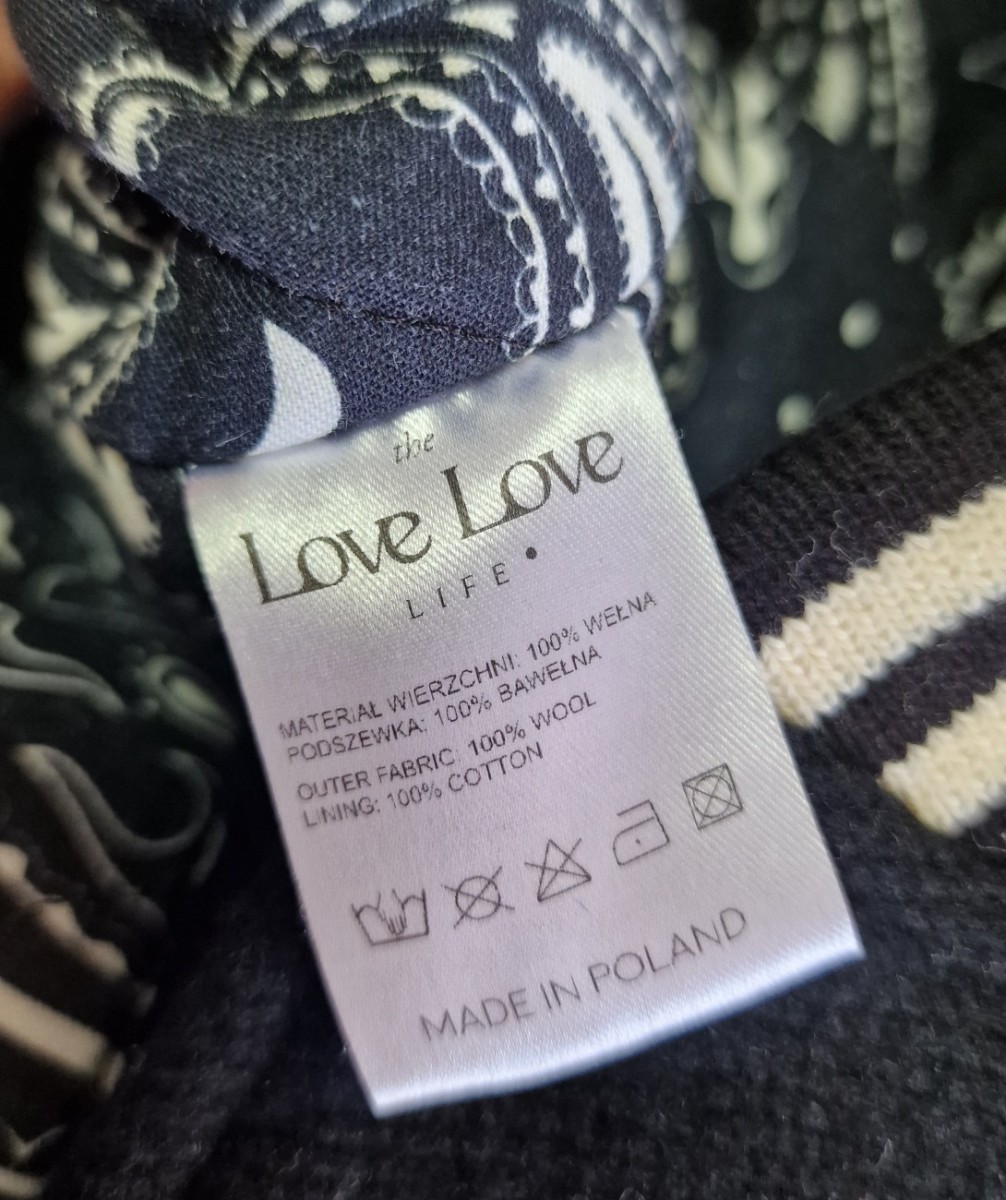 the
Love Love
LIFE
MATERIAŁ WIERZCHNI: 100% WEŁNA
PODSZEWKA: 100% BAWEŁNA
OUTER FABRIC: 100% WOOL
LINING: 100% COTTON
MADE IN POLAND